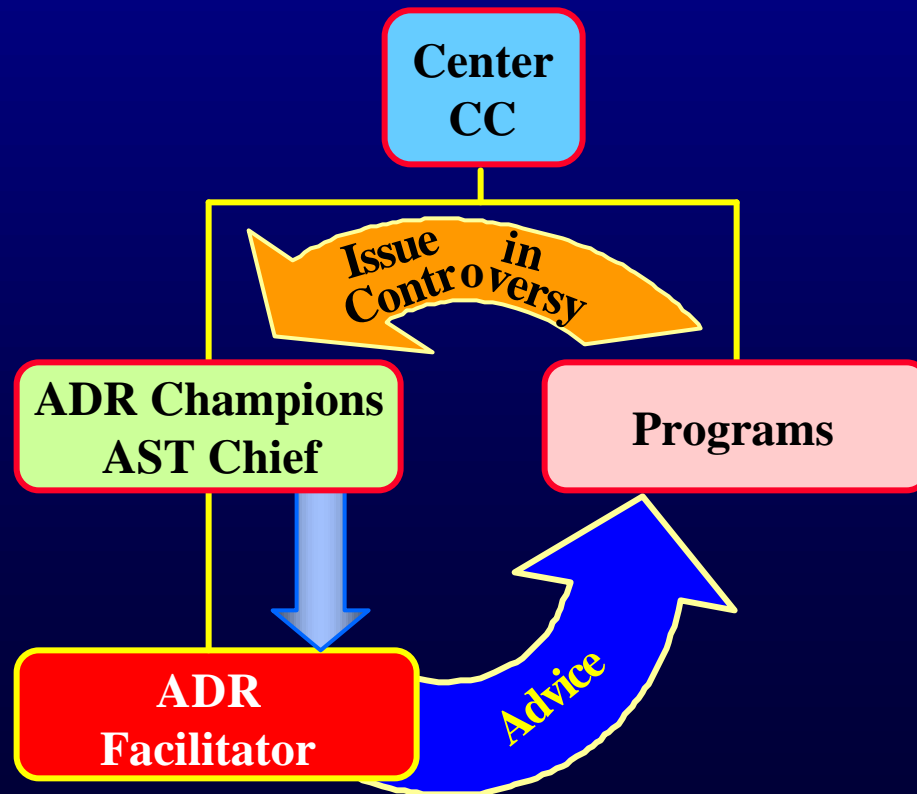 Center
CC
Issue in
Controversy
ADR Champions
AST Chief
Programs
Advice
ADR
Facilitator